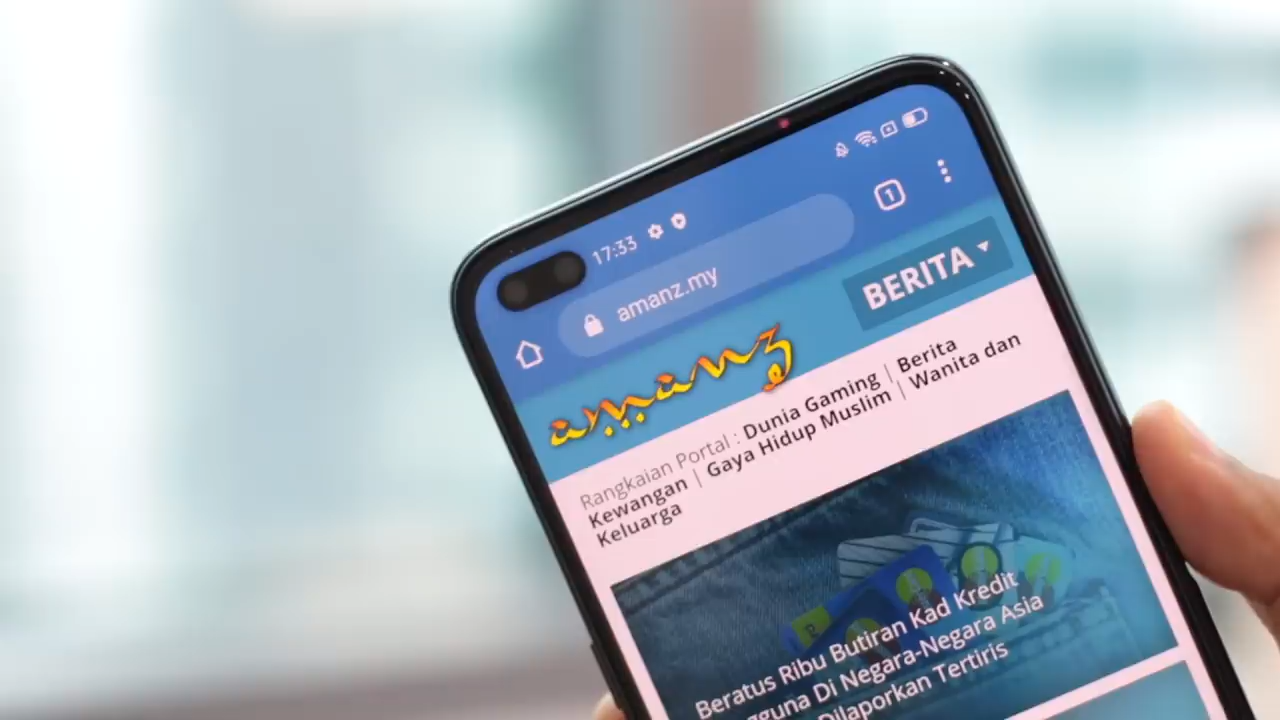 17:33
1
amanz.my
BERITA
amanz
Rangkaian Portal : Dunia Gaming | Berita
Kewangan | Gaya Hidup Muslim | Wanita dan
Keluarga
Beratus Ribu Butiran Kad Kredit
Di Negara-Negara Asia
Dilaporkan Tertiris